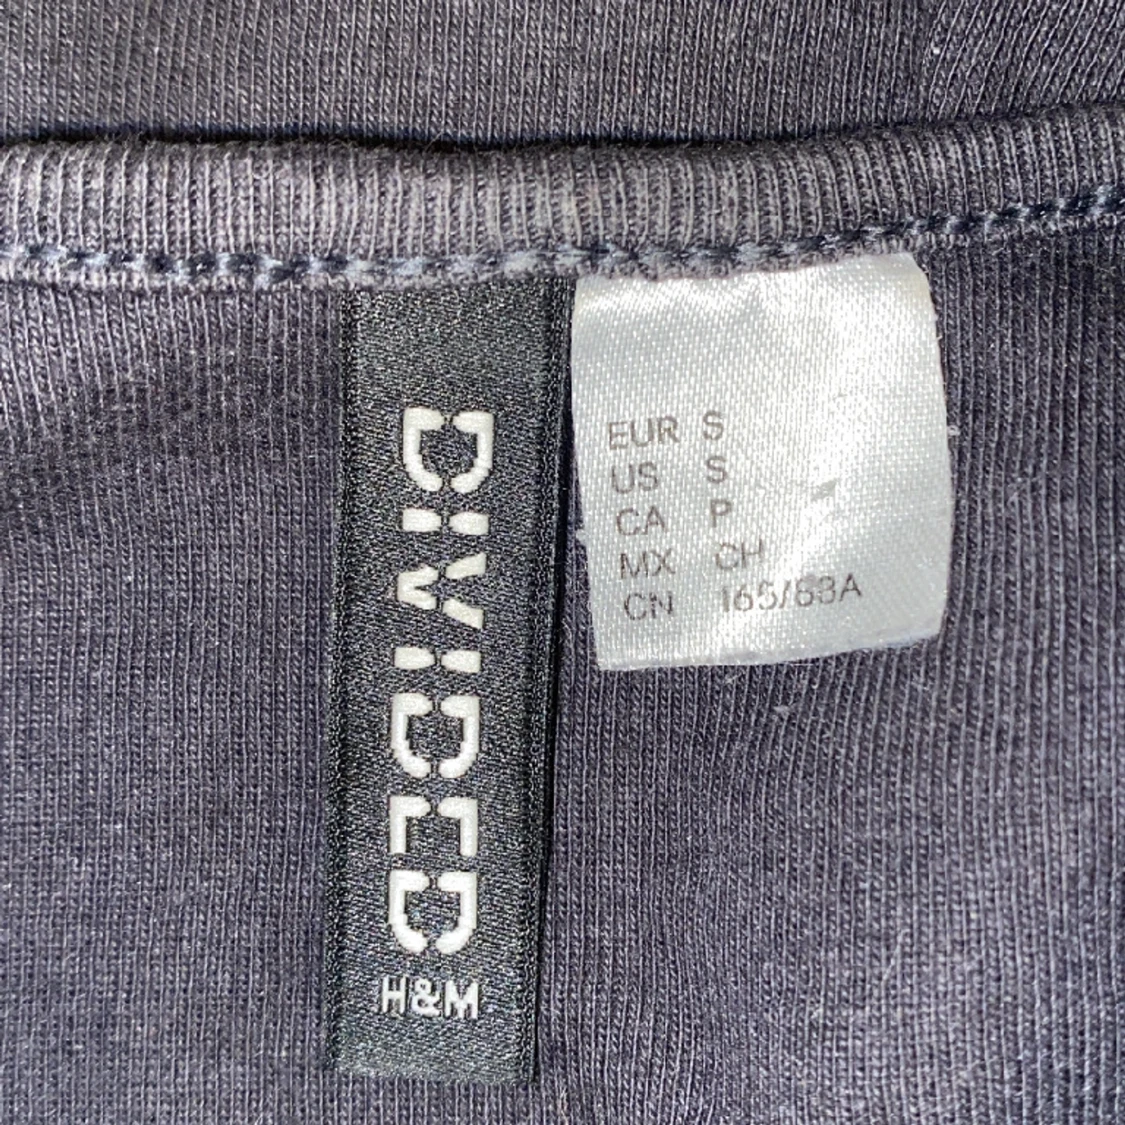 DIVIDED
H&M
EUR S
US S
CA P
MX CH
CN 165/88A